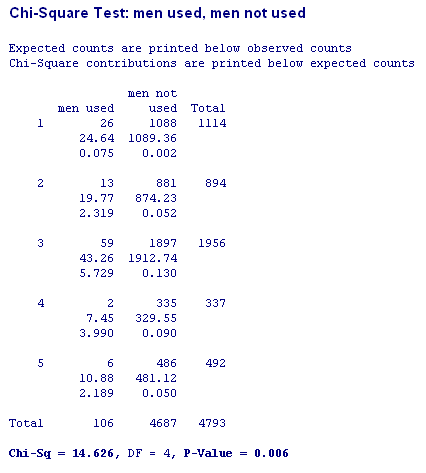 Chi-Square Test: men used, men not used
Expected counts are printed below observed counts
Chi-Square contributions are printed below expected counts
men not
men used used Total
1 26 1088 1114
24.64 1089.36
0.075 0.002
2 13 881 894
19.77 874.23
2.319 0.052
3 59 1897 1956
43.26 1912.74
5.729 0.130
4 2 335 337
7.45 329.55
3.990 0.090
5 6 486 492
10.88 481.12
2.189 0.050
Total 106 4687 4793
Chi-Sq = 14.626, DF = 4, P-Value = 0.006